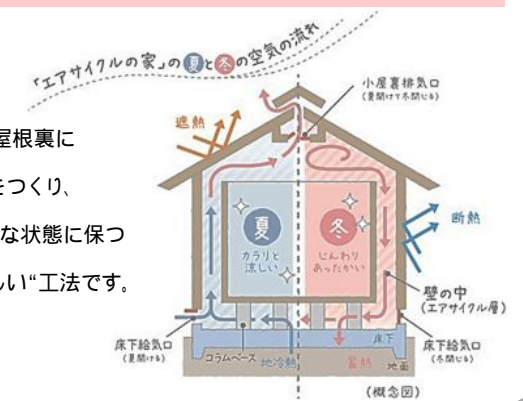 「エアサイクルの家」の夏と冬の空気の流れ
屋根裏に
をつくり、
な状態に保つ
しい“工法です。
小屋裏排気口
(夏開けて冬閉じる)
遮熱
夏
カラリと
涼しい
冬
じんわり
あったかい
断熱
壁の中
(エアサイクル層)
床下給気口
(夏開ける)
コラムベース
地冷熱
床下
蓄熱
地面
床下給気口
(冬閉じる)
(概念図)